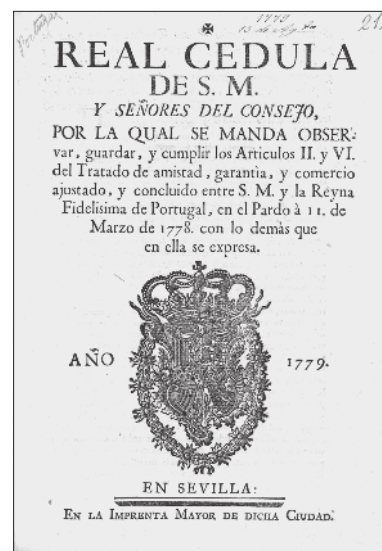 Portugal
1779
✠
REAL CEDULA
DE S. M.
Y SEÑORES DEL CONSEJO,
POR LA QUAL SE MANDA OBSER-
var, guardar, y cumplir los Articulos II. y VI.
del Tratado de amistad, garantia, y comercio
ajustado, y concluido entre S. M. y la Reyna
Fidelisima de Portugal, en el Pardo à 11. de
Marzo de 1778. con lo demàs que
en ella se expresa.
AÑO 1779.
EN SEVILLA:
EN LA IMPRENTA MAYOR DE DICHA CIUDAD.